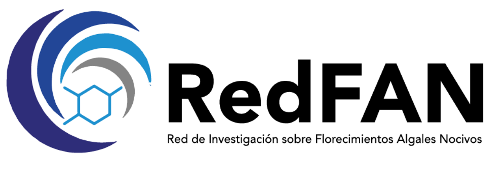 RedFAN
Red de Investigación sobre Florecimientos Algales Nocivos